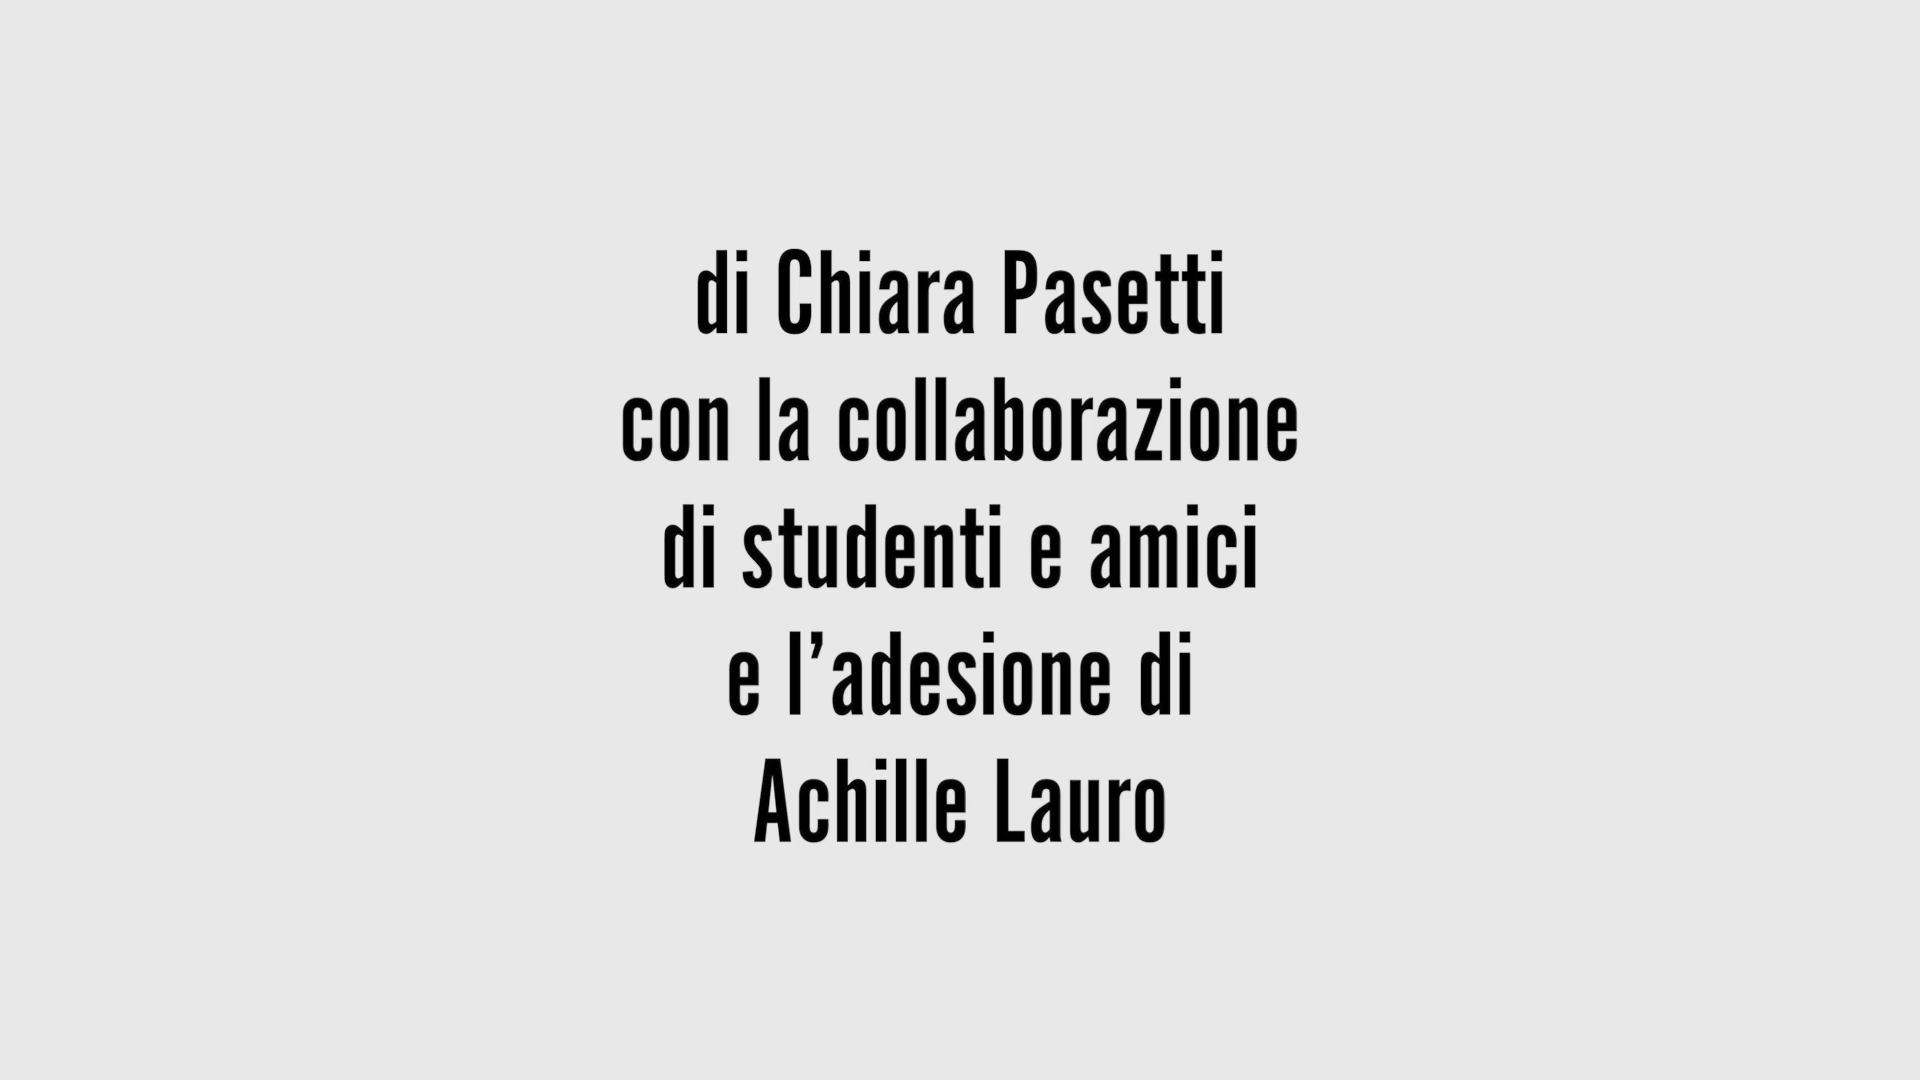 di Chiara Pasetti
con la collaborazione
di studenti e amici
e l’adesione di
Achille Lauro